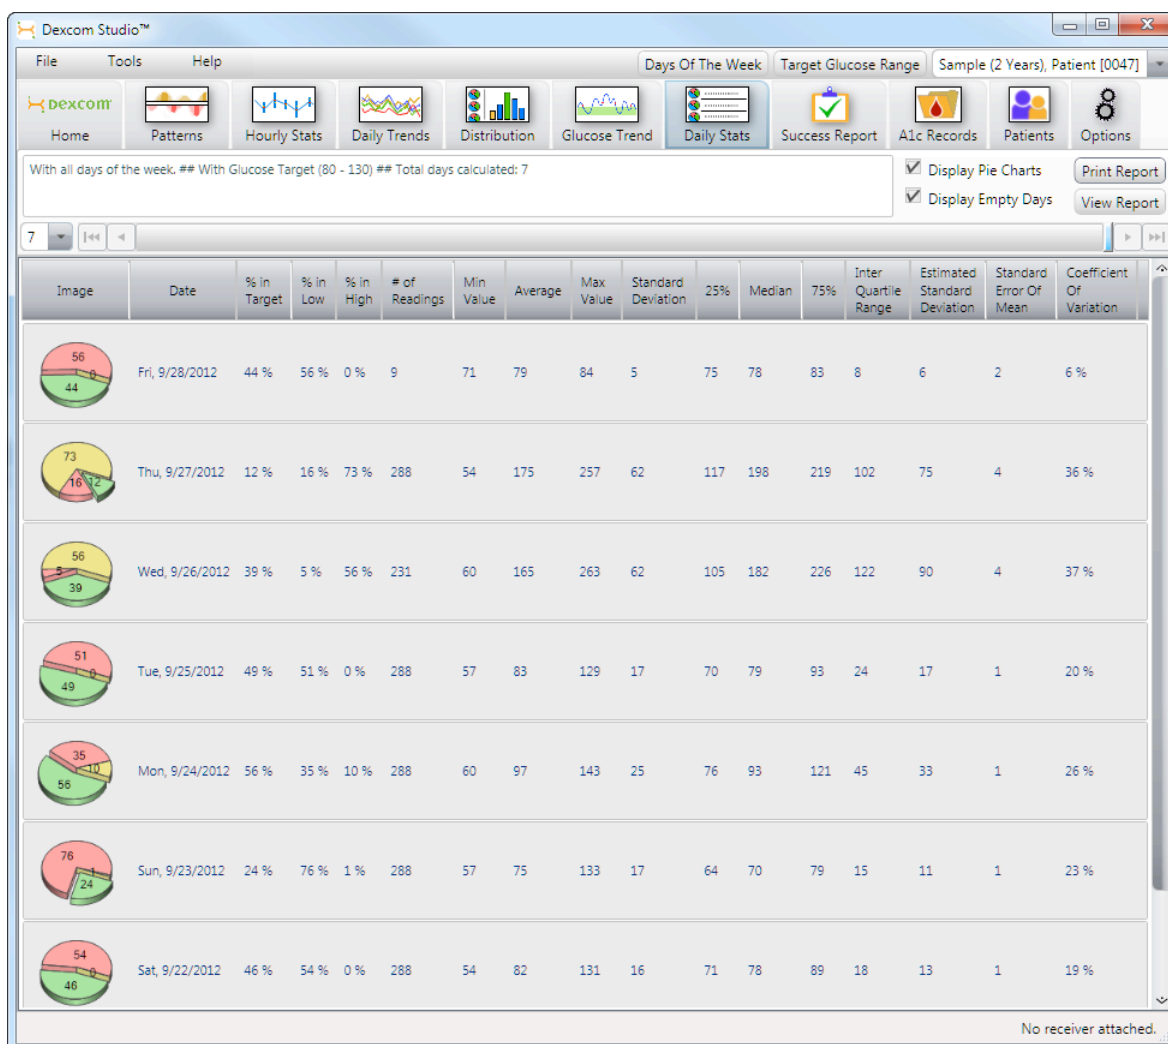 Dexcom Studio™
File Tools Help Days Of The Week Target Glucose Range Sample (2 Years), Patient [0047]
DEXCOM
Home Patterns Hourly Stats Daily Trends Distribution Glucose Trend Daily Stats Success Report A1c Records Patients Options
With all days of the week. ## With Glucose Target (80 - 130) ## Total days calculated: 7
Display Pie Charts Print Report
Display Empty Days View Report
7
Image Date % in Target % in Low % in High # of Readings Min Value Average Max Value Standard Deviation 25% Median 75% Inter Quartile Range Estimated Standard Deviation Standard Error Of Mean Coefficient Of Variation
56 0 44 Fri, 9/28/2012 44 % 56 % 0 % 9 71 79 84 5 75 78 83 8 6 2 6 %
73 16 12 Thu, 9/27/2012 12 % 16 % 73 % 288 54 175 257 62 117 198 219 102 75 4 36 %
56 5 39 Wed, 9/26/2012 39 % 5 % 56 % 231 60 165 263 62 105 182 226 122 90 4 37 %
51 0 49 Tue, 9/25/2012 49 % 51 % 0 % 288 57 83 129 17 70 79 93 24 17 1 20 %
35 10 56 Mon, 9/24/2012 56 % 35 % 10 % 288 60 97 143 25 76 93 121 45 33 1 26 %
76 1 24 Sun, 9/23/2012 24 % 76 % 1 % 288 57 75 133 17 64 70 79 15 11 1 23 %
54 0 46 Sat, 9/22/2012 46 % 54 % 0 % 288 54 82 131 16 71 78 89 18 13 1 19 %
No receiver attached.